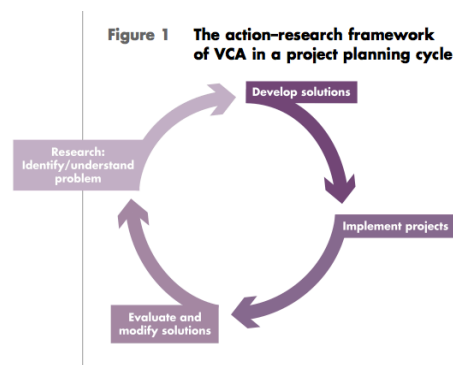 Figure 1 The action–research framework
of VCA in a project planning cycle
Develop solutions
Research:
Identify/understand
problem
Implement projects
Evaluate and
modify solutions